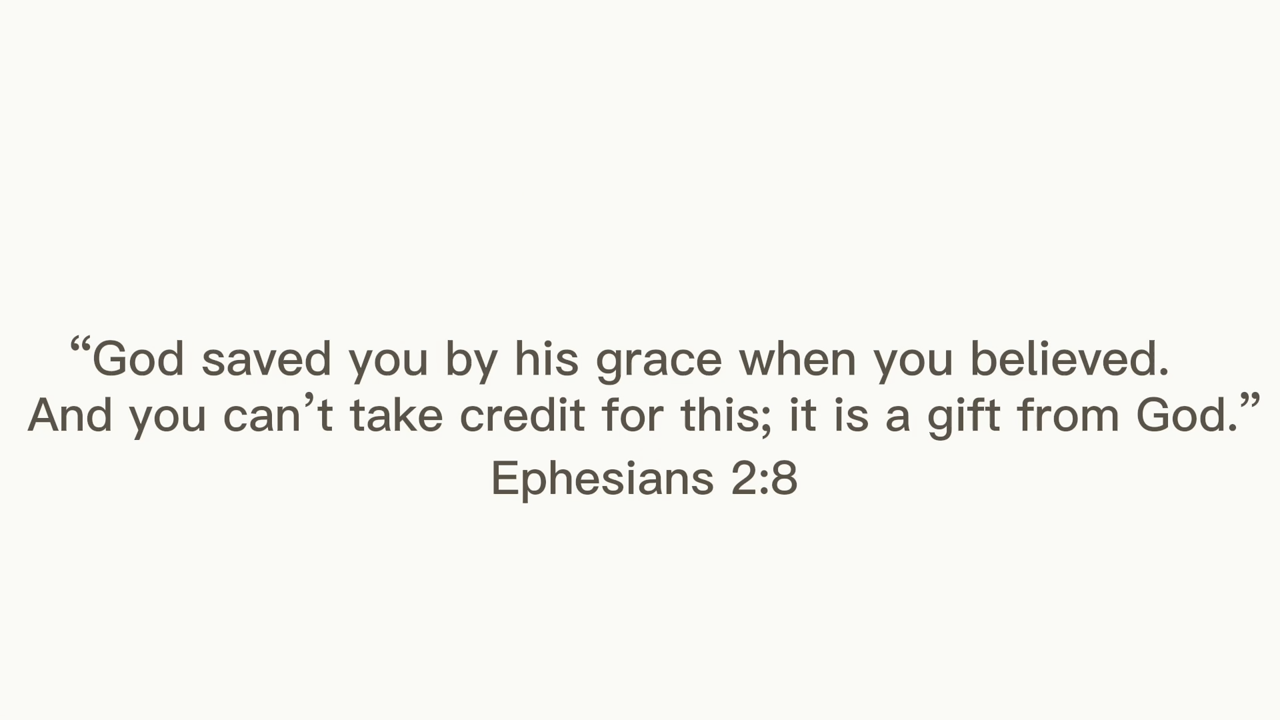 “God saved you by his grace when you believed.
And you can’t take credit for this; it is a gift from God.”
Ephesians 2:8